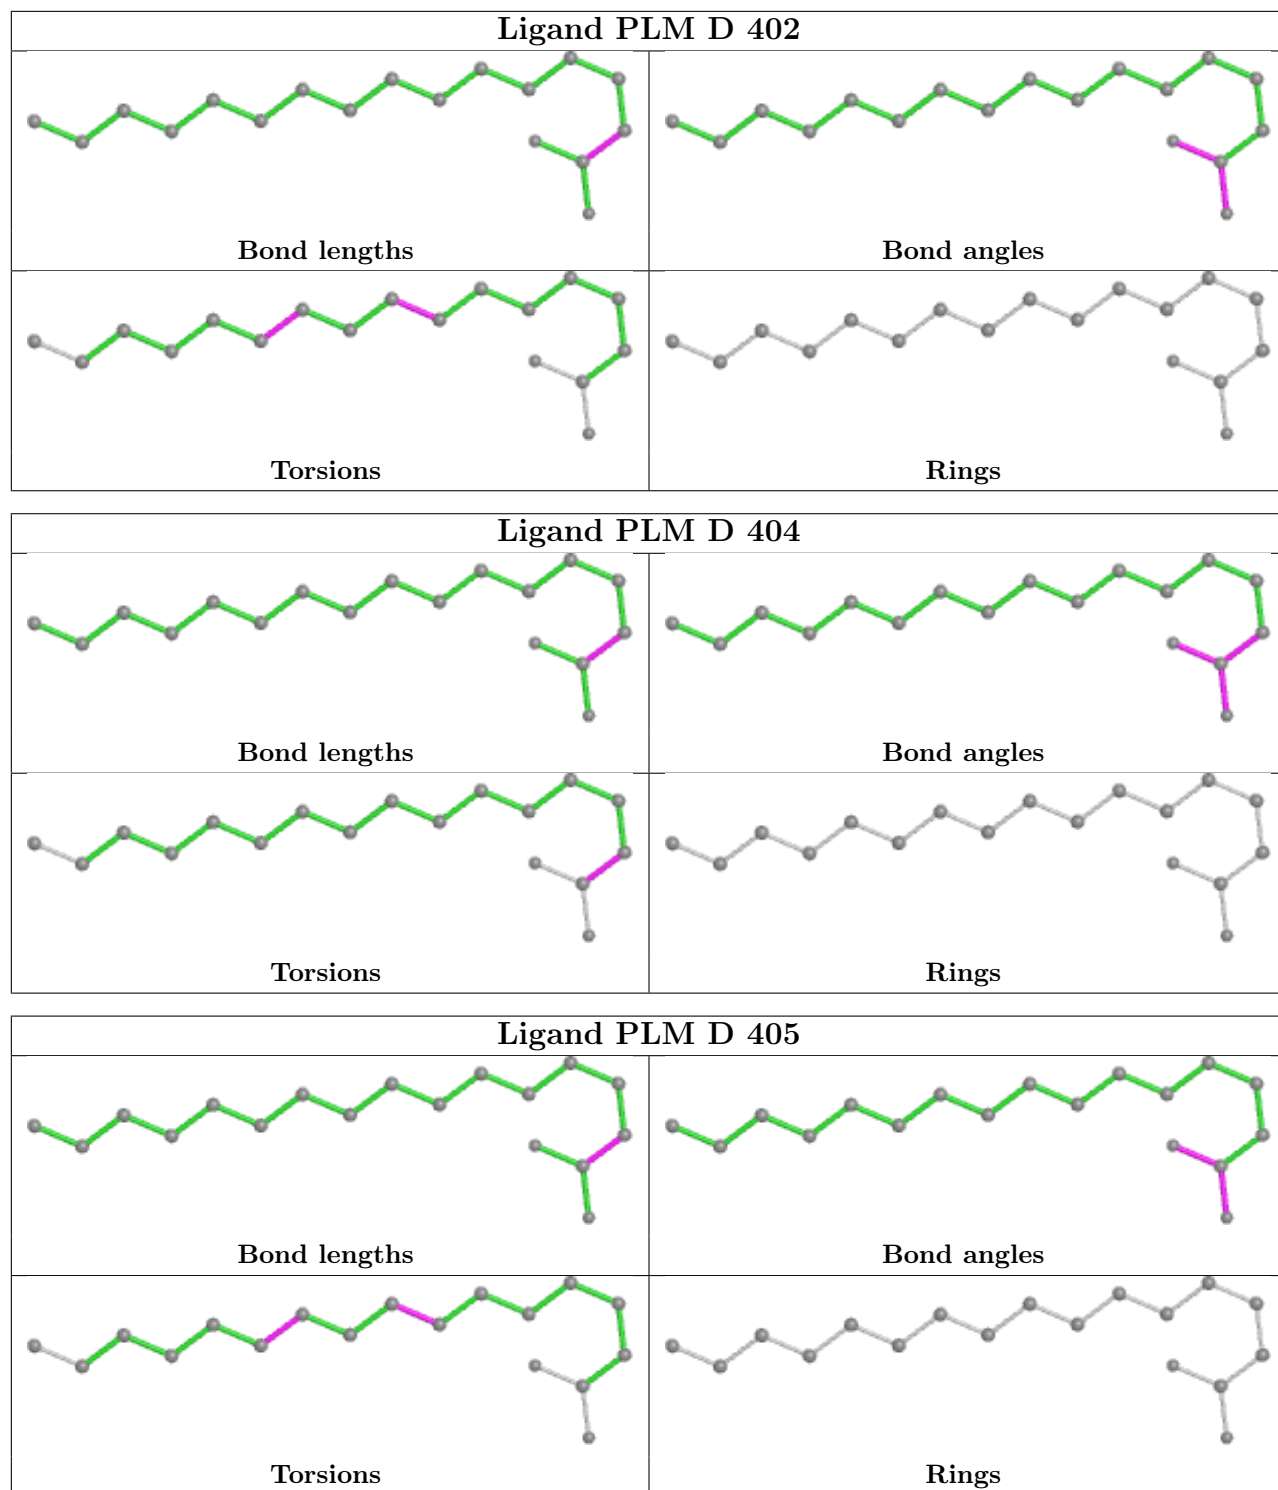 Ligand PLM D 402
Bond lengths
Bond angles
Torsions
Rings
Ligand PLM D 404
Bond lengths
Bond angles
Torsions
Rings
Ligand PLM D 405
Bond lengths
Bond angles
Torsions
Rings